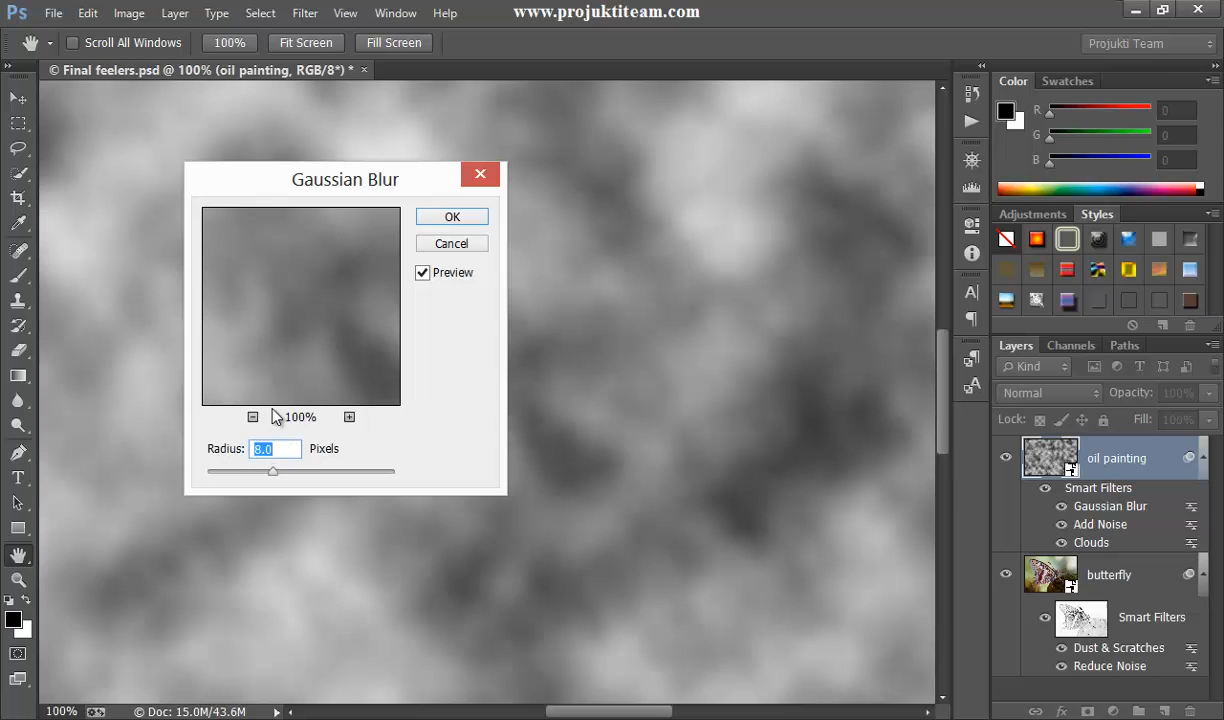 Ps File Edit Image Layer Type Select Filter View Window Help www.projuktiteam.com
Scroll All Windows 100% Fit Screen Fill Screen Projukti Team
© Final feelers.psd @ 100% (oil painting, RGB/8*) * ×
Color Swatches
R 0
G 0
B 0
Gaussian Blur
OK
Cancel
Preview
100%
Radius: 8.0 Pixels
Adjustments Styles
Layers Channels Paths
Kind
Normal Opacity: 100%
Lock: Fill: 100%
oil painting
Smart Filters
Gaussian Blur
Add Noise
Clouds
butterfly
Smart Filters
Dust & Scratches
Reduce Noise
100% © Doc: 15.0M/43.6M